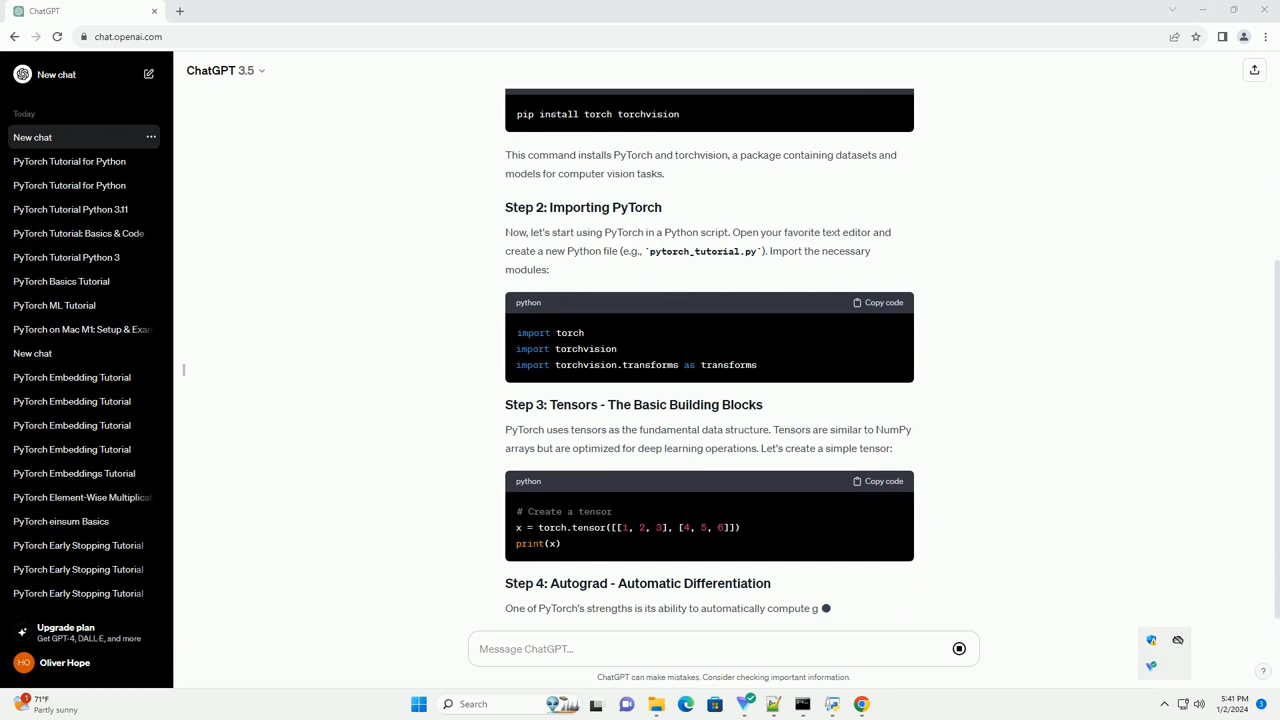 ChatGPT
chat.openai.com
New chat
Today
New chat
PyTorch Tutorial for Python
PyTorch Tutorial for Python
PyTorch Tutorial Python 3.11
PyTorch Tutorial: Basics & Code
PyTorch Tutorial Python 3
PyTorch Basics Tutorial
PyTorch ML Tutorial
PyTorch on Mac M1: Setup & Exam
New chat
PyTorch Embedding Tutorial
PyTorch Embedding Tutorial
PyTorch Embedding Tutorial
PyTorch Embedding Tutorial
PyTorch Embeddings Tutorial
PyTorch Element-Wise Multiplicat
PyTorch einsum Basics
PyTorch Early Stopping Tutorial
PyTorch Early Stopping Tutorial
PyTorch Early Stopping Tutorial
Upgrade plan
Get GPT-4, DALL·E, and more
HO
Oliver Hope
ChatGPT 3.5
pip install torch torchvision
This command installs PyTorch and torchvision, a package containing datasets and
models for computer vision tasks.
Step 2: Importing PyTorch
Now, let's start using PyTorch in a Python script. Open your favorite text editor and
create a new Python file (e.g., `pytorch_tutorial.py`). Import the necessary
modules:
python Copy code
import torch
import torchvision
import torchvision.transforms as transforms
Step 3: Tensors - The Basic Building Blocks
PyTorch uses tensors as the fundamental data structure. Tensors are similar to NumPy
arrays but are optimized for deep learning operations. Let's create a simple tensor:
python Copy code
# Create a tensor
x = torch.tensor([[1, 2, 3], [4, 5, 6]])
print(x)
Step 4: Autograd - Automatic Differentiation
One of PyTorch's strengths is its ability to automatically compute g
Message ChatGPT...
ChatGPT can make mistakes. Consider checking important information.
?
1
71°F
Partly sunny
Search
5:41 PM
1/2/2024
3